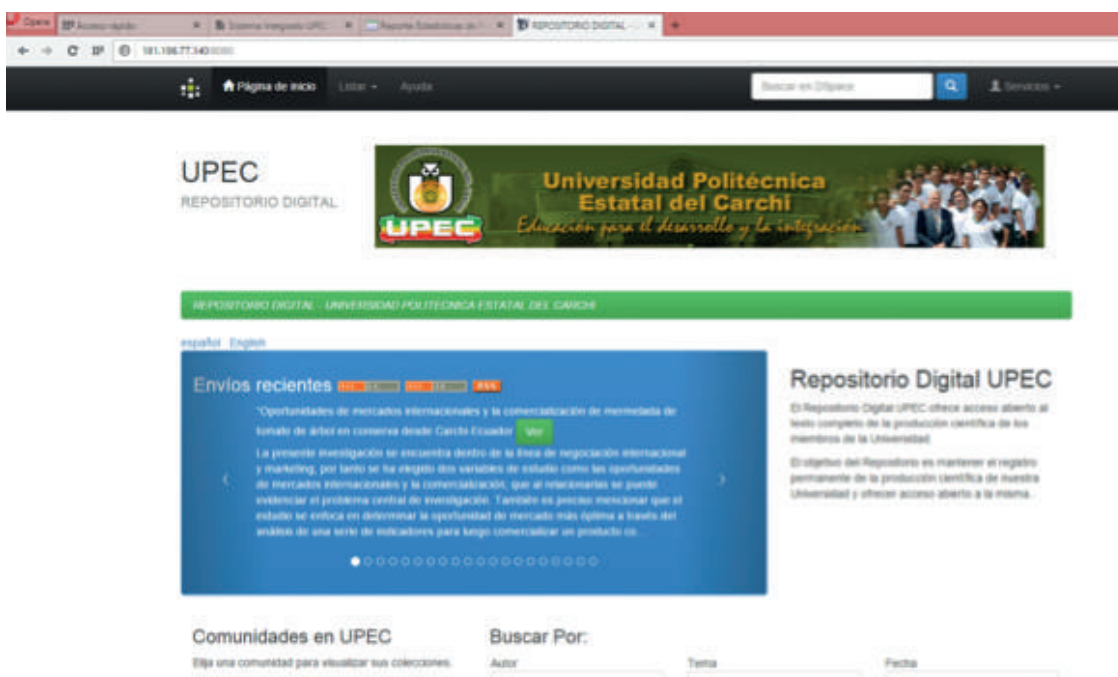 Opera Acceso rápido Sistema Integrado UPEC Reporte Estadísticas de REPOSITORIO DIGITAL -
181.196.77.140:8080
Página de inicio Listar Ayuda Buscar en DSpace Servicios
UPEC
REPOSITORIO DIGITAL
UPEC
Universidad Politécnica
Estatal del Carchi
Educación para el desarrollo y la integración
REPOSITORIO DIGITAL - UNIVERSIDAD POLITECNICA ESTATAL DEL CARCHI
español English
Envíos recientes RSS
"Oportunidades de mercados internacionales y la comercialización de mermelada de
tomate de árbol en conserva desde Carchi Ecuador Ver
La presente investigación se encuentra dentro de la línea de negociación internacional
y marketing, por tanto se ha elegido dos variables de estudio como las oportunidades
de mercados internacionales y la comercialización, que al relacionarlas se puede
evidenciar el problema central de investigación. También es preciso mencionar que el
estudio se enfoca en determinar la oportunidad de mercado más óptima a través del
análisis de una serie de indicadores para luego comercializar un producto co...
Repositorio Digital UPEC
El Repositorio Digital UPEC ofrece acceso abierto al
texto completo de la producción científica de los
miembros de la Universidad.
El objetivo del Repositorio es mantener el registro
permanente de la producción científica de nuestra
Universidad y ofrecer acceso abierto a la misma.
Comunidades en UPEC
Elija una comunidad para visualizar sus colecciones.
Buscar Por:
Autor Tema Fecha